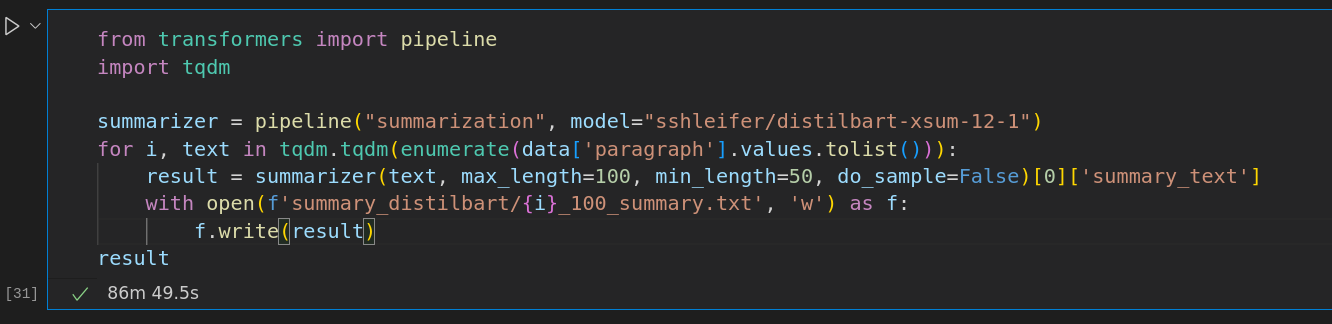 from transformers import pipeline
import tqdm

summarizer = pipeline("summarization", model="sshleifer/distilbart-xsum-12-1")
for i, text in tqdm.tqdm(enumerate(data['paragraph'].values.tolist())):
    result = summarizer(text, max_length=100, min_length=50, do_sample=False)[0]['summary_text']
    with open(f'summary_distilbart/{i}_100_summary.txt', 'w') as f:
        f.write(result)
result
[31] 86m 49.5s